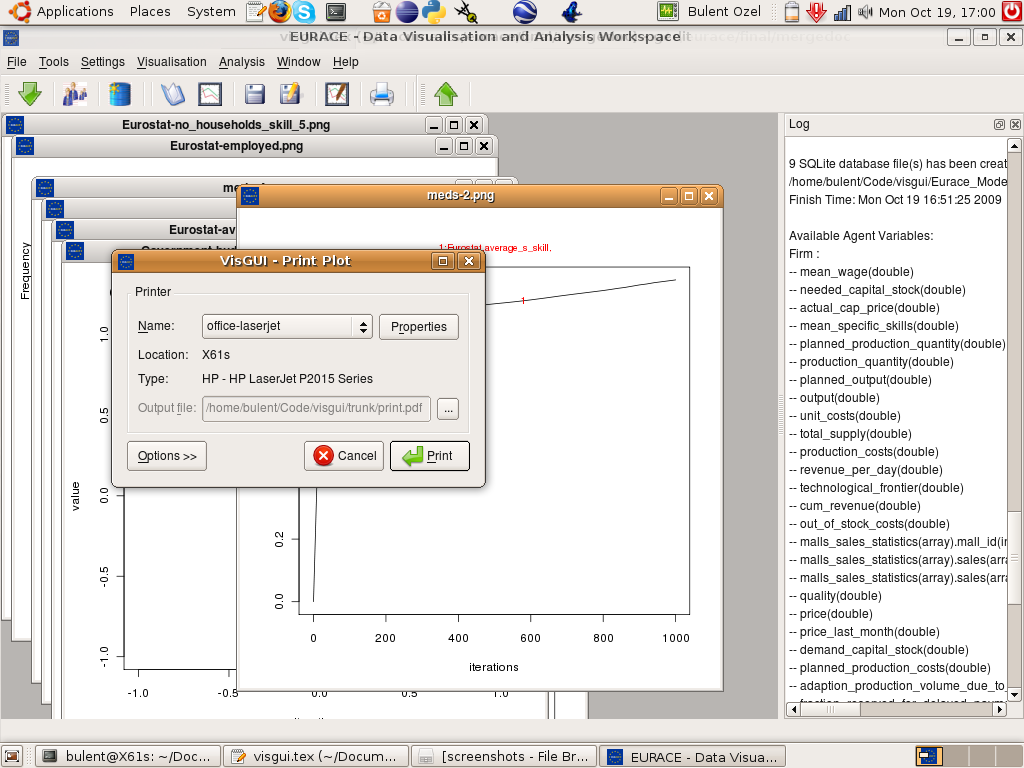 Applications Places System Bulent Ozel Mon Oct 19, 17:00
EURACE - Data Visualisation and Analysis Workspace
File Tools Settings Visualisation Analysis Window Help
Eurostat-no_households_skill_5.png
Eurostat-employed.png
meds-2.png
Eurostat-av
1:Eurostat.average_s_skill.
Frequency
VisGUI - Print Plot
Printer
Name: office-laserjet Properties
Location: X61s
Type: HP - HP LaserJet P2015 Series
Output file: /home/bulent/Code/visgui/trunk/print.pdf ...
Options >> Cancel Print
1
1.0
0.5
0.0
-0.5
-1.0
value
-1.0 -0.5 0.0 0.5 1.0
0.2
0.0
0 200 400 600 800 1000
iterations
Log
9 SQLite database file(s) has been creat
/home/bulent/Code/visgui/Eurace_Mode
Finish Time: Mon Oct 19 16:51:25 2009
Available Agent Variables:
Firm :
-- mean_wage(double)
-- needed_capital_stock(double)
-- actual_cap_price(double)
-- mean_specific_skills(double)
-- planned_production_quantity(double)
-- production_quantity(double)
-- planned_output(double)
-- output(double)
-- unit_costs(double)
-- total_supply(double)
-- production_costs(double)
-- revenue_per_day(double)
-- technological_frontier(double)
-- cum_revenue(double)
-- out_of_stock_costs(double)
-- malls_sales_statistics(array).mall_id(in
-- malls_sales_statistics(array).sales(arra
-- malls_sales_statistics(array).sales(arra
-- quality(double)
-- price(double)
-- price_last_month(double)
-- demand_capital_stock(double)
-- planned_production_costs(double)
-- adaption_production_volume_due_to_
bulent@X61s: ~/Doc... visgui.tex (~/Docum... [screenshots - File Br... EURACE - Data Visua...